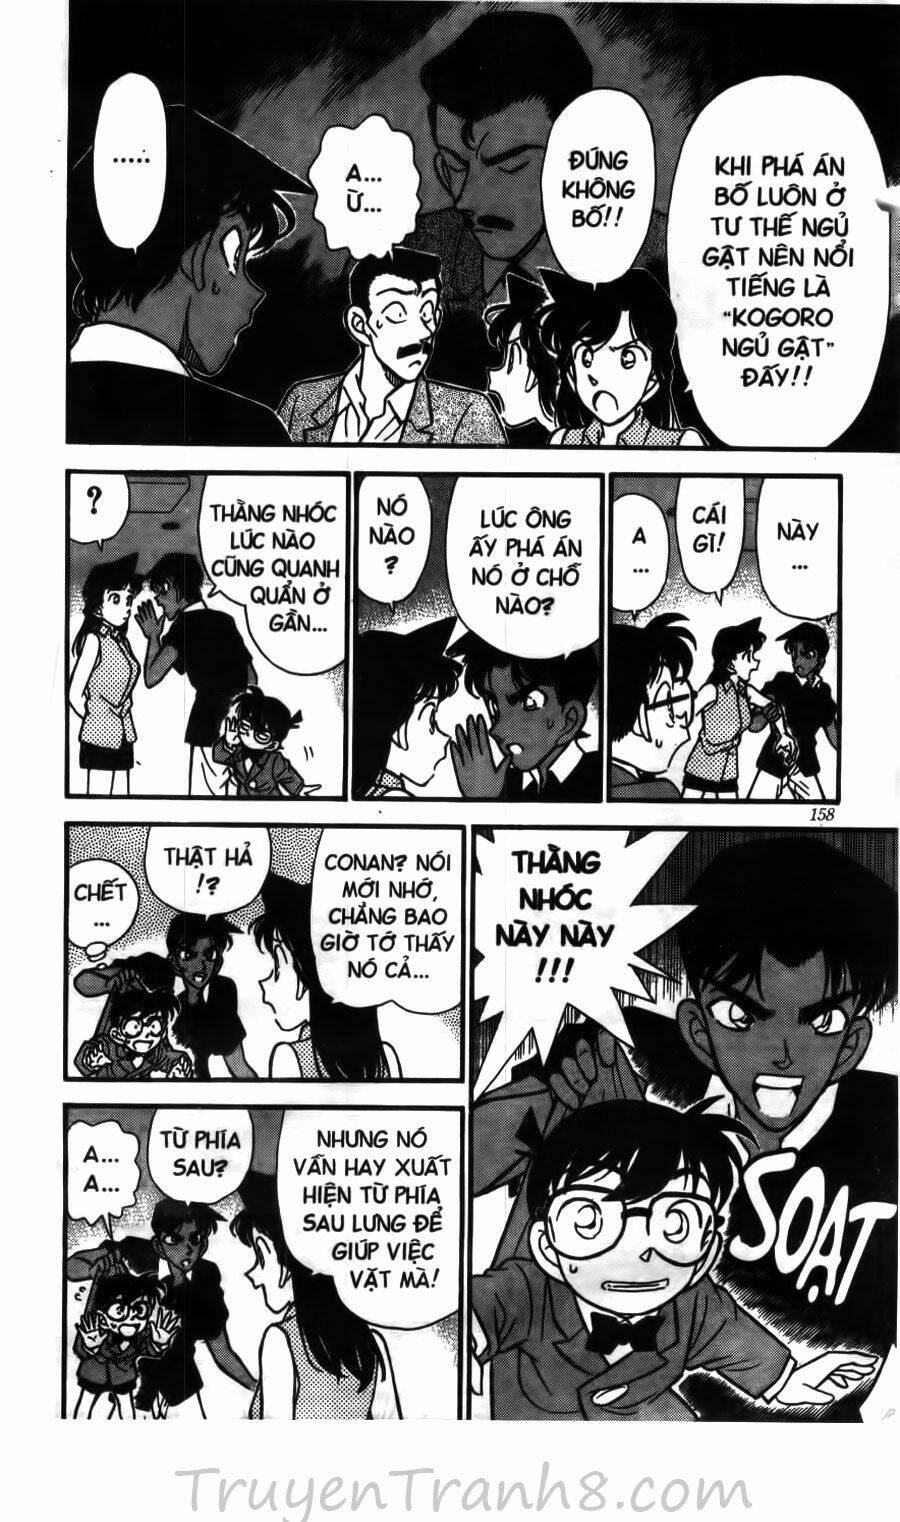 KHI PHÁ ÁN
BỐ LUÔN Ở
TƯ THẾ NGỦ
GẬT NÊN NỔI
TIẾNG LÀ
"KOGORO
NGỦ GẬT"
ĐẤY!!
ĐÚNG
KHÔNG
BỐ!!
A...
Ừ...
.....
NÀY
...
CÁI
GÌ!
A
...
LÚC ÔNG
ẤY PHÁ ÁN
NÓ Ở CHỖ
NÀO?
NÓ
NÀO
?
THẰNG NHÓC
LÚC NÀO
CŨNG QUANH
QUẨN Ở
GẦN...
?
158
THẰNG
NHÓC
NÀY NÀY
!!!
SOẠT
CONAN? NÓI
MỚI NHỚ,
CHẲNG BAO
GIỜ TỚ THẤY
NÓ CẢ...
THẬT HẢ
!?
CHẾT
...
NHƯNG NÓ
VẪN HAY XUẤT
HIỆN TỪ PHÍA
SAU LƯNG ĐỂ
GIÚP VIỆC
VẶT MÀ!
TỪ PHÍA
SAU?
A...
A...
TruyenTranh8.com